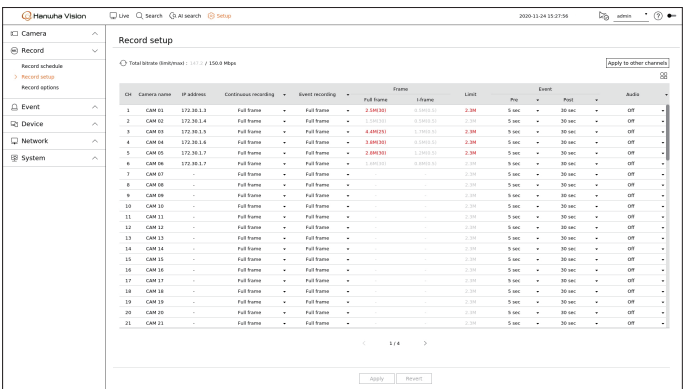 Hanwha Vision
Live Search AI search Setup
2020-11-24 15:27:56
admin
Camera
Record
Record schedule
Record setup
Record options
Event
Device
Network
System
Record setup
Total bitrate (limit/max) : 147.2 / 150.0 Mbps
Apply to other channels
CH Camera name IP address Continuous recording Event recording Frame Limit Event Audio
Full frame I-frame Pre Post
1 CAM 01 172.30.1.3 Full frame Full frame 2.5M(30) 2.3M 5 sec 30 sec Off
2 CAM 02 172.30.1.4 Full frame Full frame 2.3M 5 sec 30 sec Off
3 CAM 03 172.30.1.5 Full frame Full frame 4.4M(25) 2.3M 5 sec 30 sec Off
4 CAM 04 172.30.1.6 Full frame Full frame 3.8M(30) 2.3M 5 sec 30 sec Off
5 CAM 05 172.30.1.7 Full frame Full frame 2.8M(30) 2.3M 5 sec 30 sec Off
6 CAM 06 172.30.1.7 Full frame Full frame 2.3M 5 sec 30 sec Off
7 CAM 07 - Full frame Full frame - - 2.3M 5 sec 30 sec Off
8 CAM 08 - Full frame Full frame - - 2.3M 5 sec 30 sec Off
9 CAM 09 - Full frame Full frame - - 2.3M 5 sec 30 sec Off
10 CAM 10 - Full frame Full frame - - 2.3M 5 sec 30 sec Off
11 CAM 11 - Full frame Full frame - - 2.3M 5 sec 30 sec Off
12 CAM 12 - Full frame Full frame - - 2.3M 5 sec 30 sec Off
13 CAM 13 - Full frame Full frame - - 2.3M 5 sec 30 sec Off
14 CAM 14 - Full frame Full frame - - 2.3M 5 sec 30 sec Off
15 CAM 15 - Full frame Full frame - - 2.3M 5 sec 30 sec Off
16 CAM 16 - Full frame Full frame - - 2.3M 5 sec 30 sec Off
17 CAM 17 - Full frame Full frame - - 2.3M 5 sec 30 sec Off
18 CAM 18 - Full frame Full frame - - 2.3M 5 sec 30 sec Off
19 CAM 19 - Full frame Full frame - - 2.3M 5 sec 30 sec Off
20 CAM 20 - Full frame Full frame - - 2.3M 5 sec 30 sec Off
21 CAM 21 - Full frame Full frame - - 2.3M 5 sec 30 sec Off
< 1 / 4 >
Apply Revert